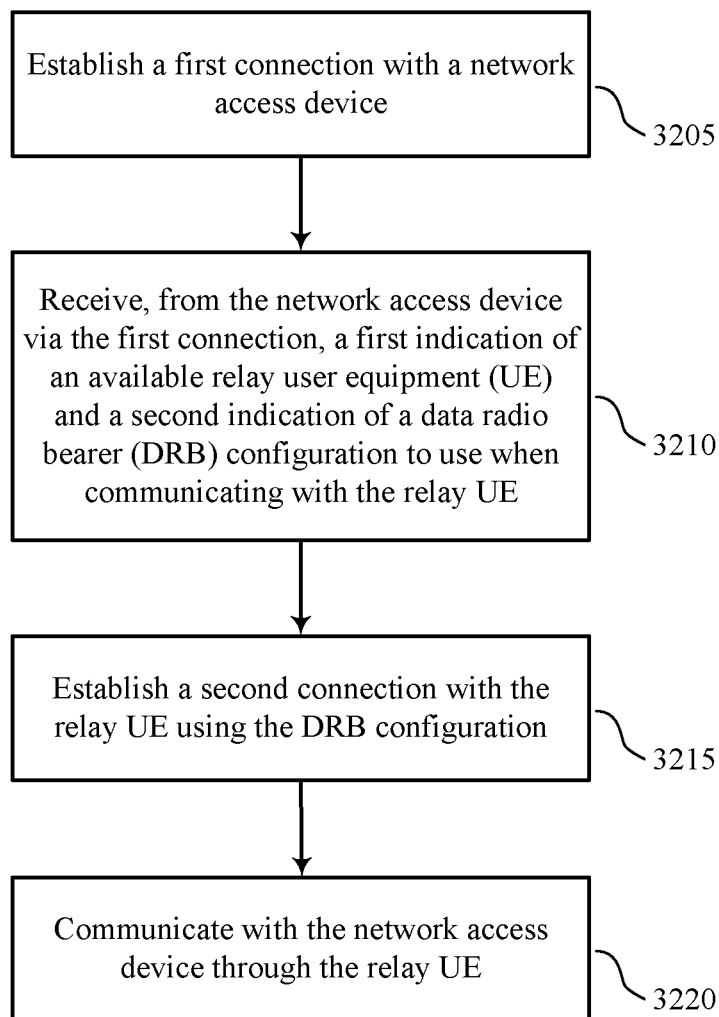 Establish a first connection with a network
access device
3205
Receive, from the network access device
via the first connection, a first indication of
an available relay user equipment (UE)
and a second indication of a data radio
bearer (DRB) configuration to use when
communicating with the relay UE
3210
Establish a second connection with the
relay UE using the DRB configuration
3215
Communicate with the network access
device through the relay UE
3220